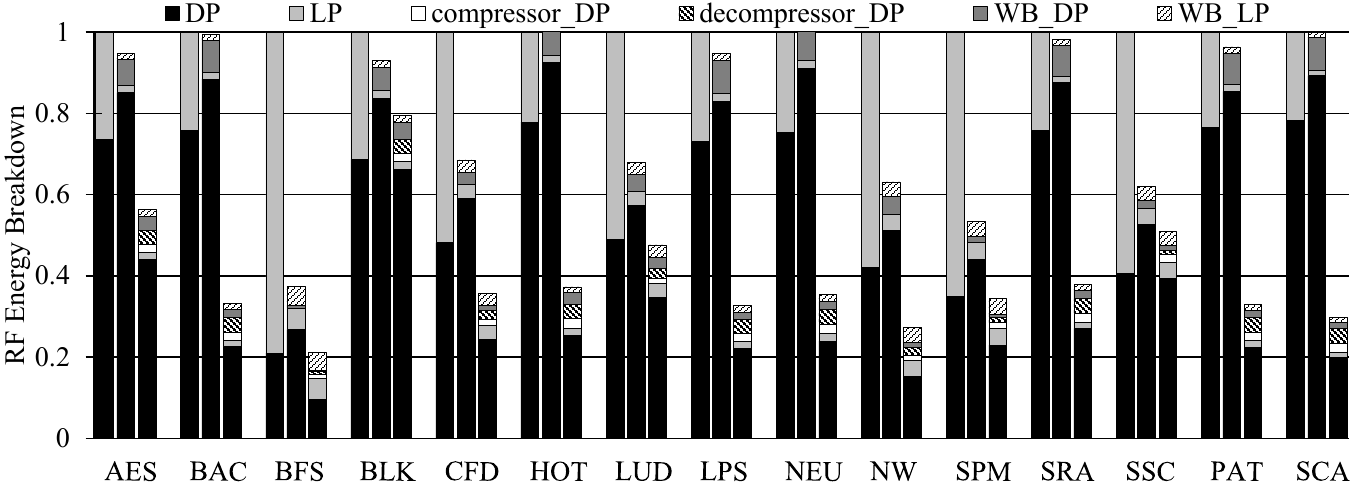 DP LP compressor_DP decompressor_DP WB_DP WB_LP
RF Energy Breakdown
1
0.8
0.6
0.4
0.2
0
AES BAC BFS BLK CFD HOT LUD LPS NEU NW SPM SRA SSC PAT SCA